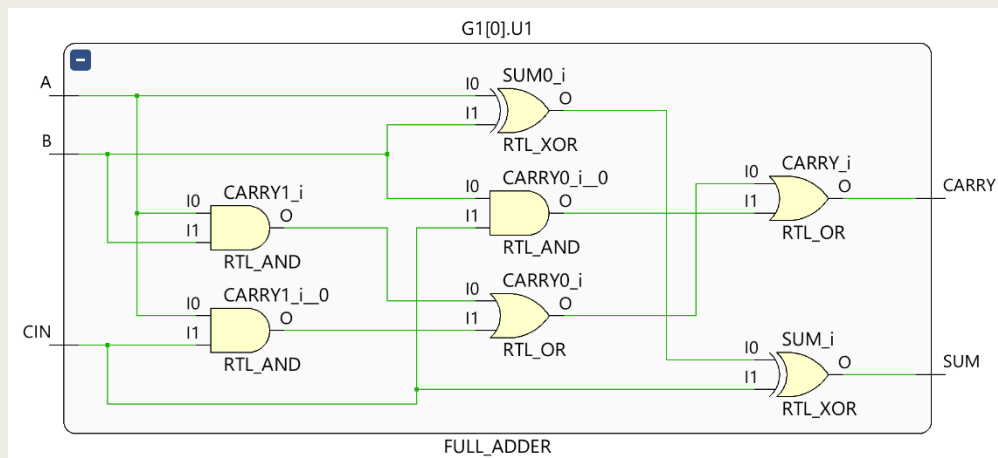 G1[0].U1
A
I0
SUM0_i
O
I1
RTL_XOR
B
I0
CARRY1_i
O
I1
RTL_AND
I0
CARRY0_i__0
O
I1
RTL_AND
I0
CARRY_i
O
I1
RTL_OR
CARRY
CIN
I0
CARRY1_i__0
O
I1
RTL_AND
I0
CARRY0_i
O
I1
RTL_OR
I0
SUM_i
O
I1
RTL_XOR
SUM
FULL_ADDER